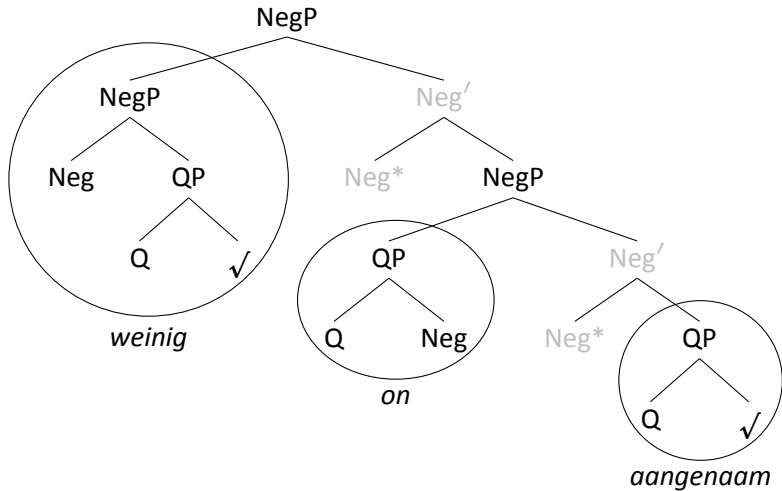 NegP
NegP Neg′
Neg QP Neg* NegP
Q √ QP Neg′
weinig Q Neg Neg* QP
on Q √
aangenaam